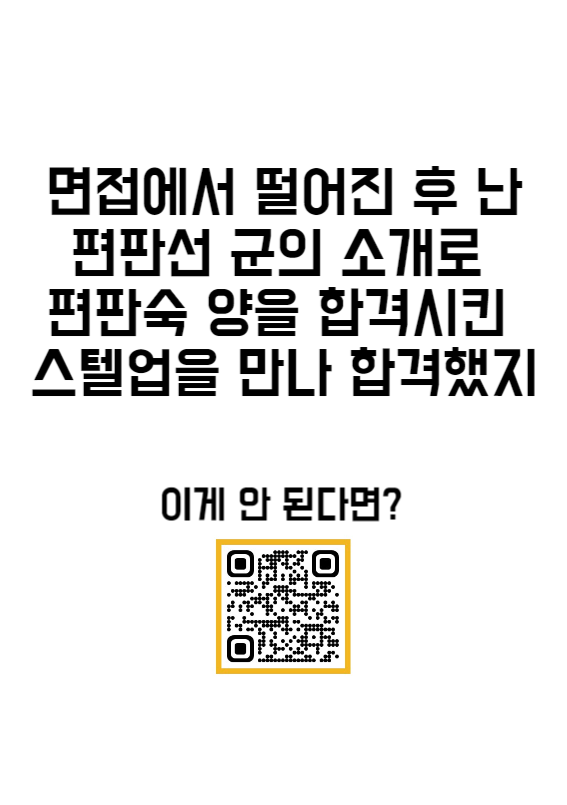 면접에서 떨어진 후 난
편판선 군의 소개로
편판숙 양을 합격시킨
스텔업을 만나 합격했지
이게 안 된다면?